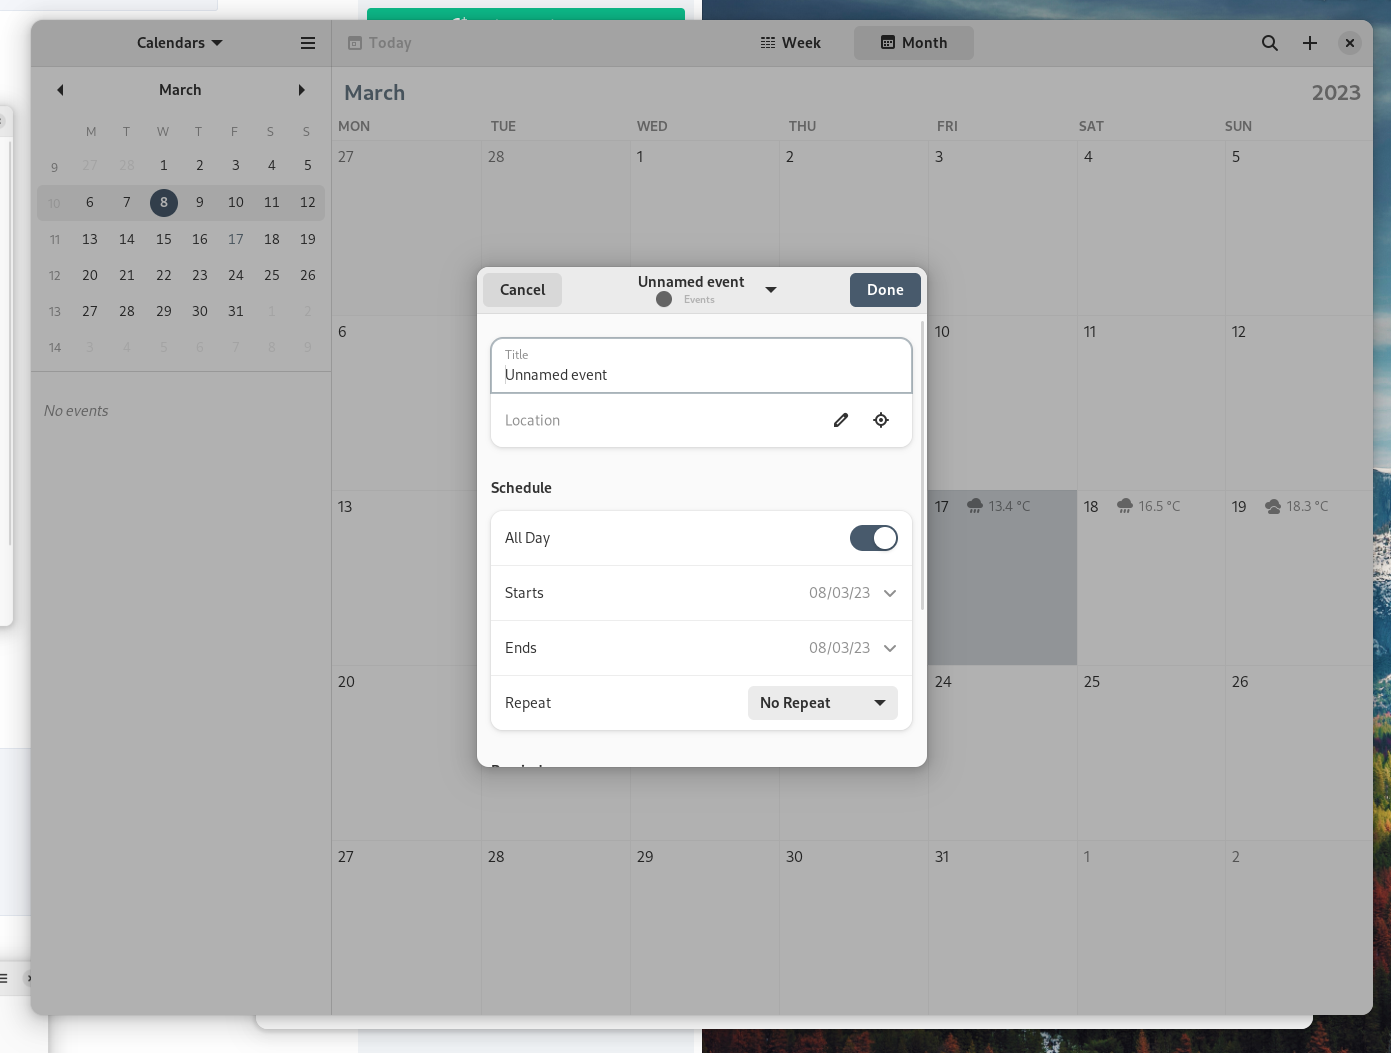 Calendars
Today
Week
Month
March
M T W T F S S
9 27 28 1 2 3 4 5
10 6 7 8 9 10 11 12
11 13 14 15 16 17 18 19
12 20 21 22 23 24 25 26
13 27 28 29 30 31 1 2
14 3 4 5 6 7 8 9
No events
March 2023
MON TUE WED THU FRI SAT SUN
27 28 1 2 3 4 5
6 10 11 12
13 17 13.4 °C 18 16.5 °C 19 18.3 °C
20 24 25 26
27 28 29 30 31 1 2
Cancel
Unnamed event
Events
Done
Title
Unnamed event
Location
Schedule
All Day
Starts 08/03/23
Ends 08/03/23
Repeat No Repeat